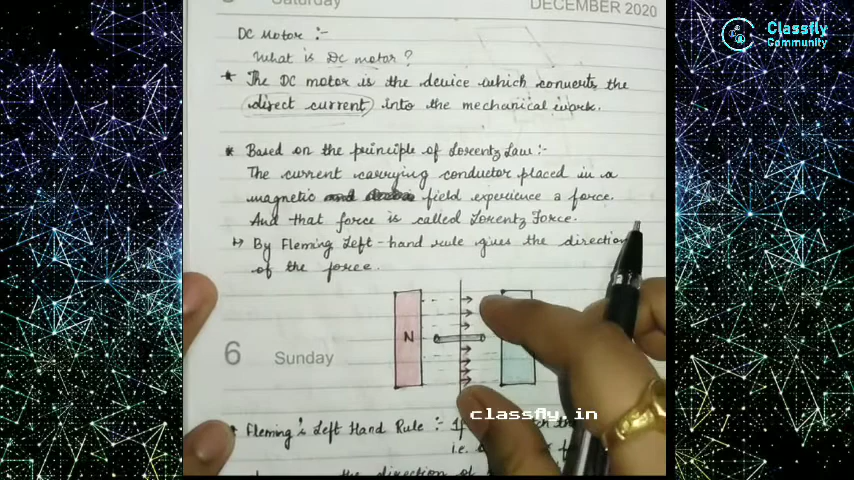 Saturday
DECEMBER 2020
Classfly
Community
DC Motor :-
What is Dc motor?
* The DC motor is the device which converts the
direct current into the mechanical work.
* Based on the principle of Lorentz Law:-
The current carrying conductor placed in a
magnetic field experience a force.
And that force is called Lorentz Force.
↦ By Fleming Left-hand rule gives the direction
of the force.
N
6 Sunday
classfly.in
* Fleming's Left Hand Rule :- If
i.e.
the direction of